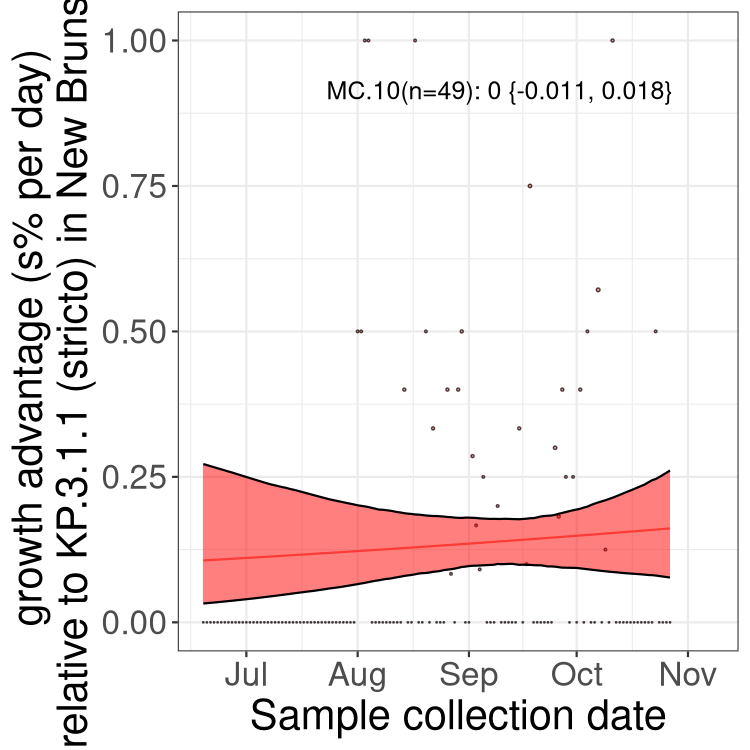 growth advantage (s% per day)
relative to KP.3.1.1 (stricto) in New Bruns
1.00
0.75
0.50
0.25
0.00
MC.10(n=49): 0 {-0.011, 0.018}
Jul Aug Sep Oct Nov
Sample collection date